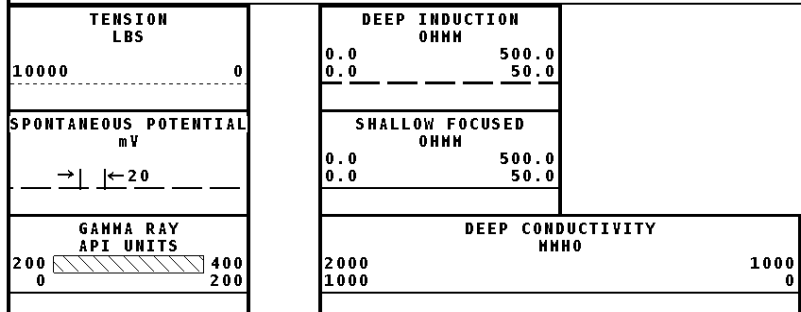 TENSION
LBS
10000 0
SPONTANEOUS POTENTIAL
mV
→ ←20
GAMMA RAY
API UNITS
200 400
0 200
DEEP INDUCTION
OHMM
0.0 500.0
0.0 50.0
SHALLOW FOCUSED
OHMM
0.0 500.0
0.0 50.0
DEEP CONDUCTIVITY
MMHO
2000 1000
1000 0